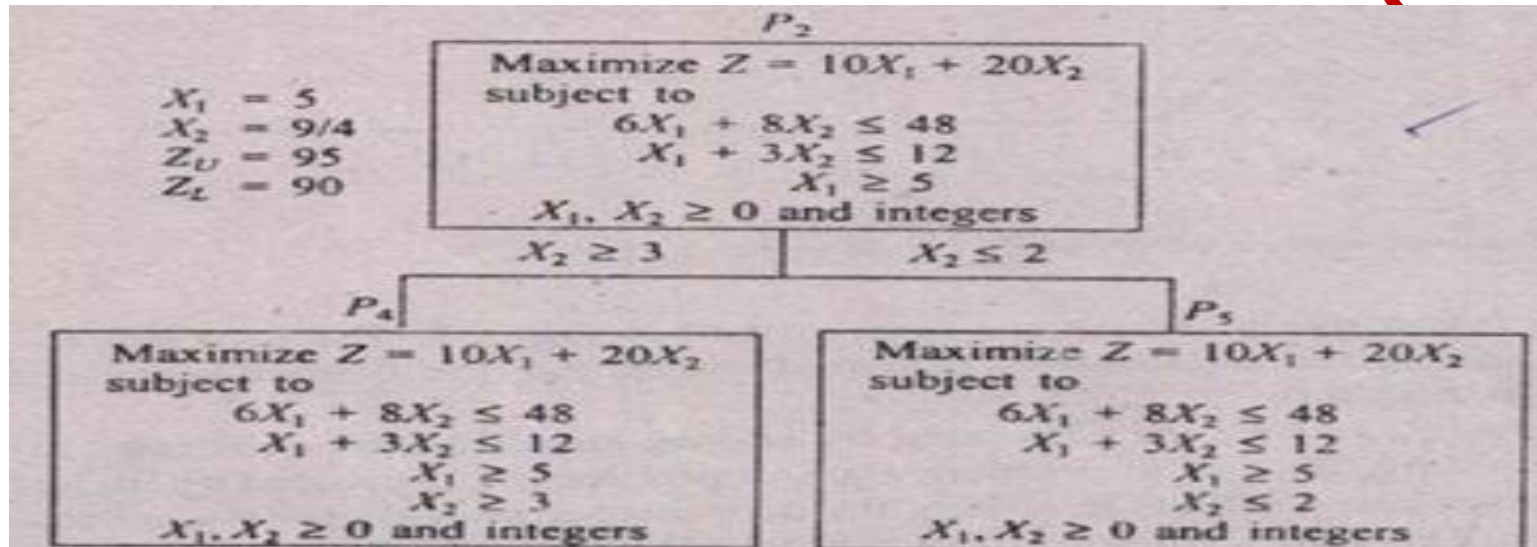 P₂
Maximize Z = 10X₁ + 20X₂
subject to
6X₁ + 8X₂ ≤ 48
X₁ + 3X₂ ≤ 12
X₁ ≥ 5
X₁, X₂ ≥ 0 and integers
X₁ = 5
X₂ = 9/4
Z_U = 95
Z_L = 90
X₂ ≥ 3
X₂ ≤ 2
P₄
Maximize Z = 10X₁ + 20X₂
subject to
6X₁ + 8X₂ ≤ 48
X₁ + 3X₂ ≤ 12
X₁ ≥ 5
X₂ ≥ 3
X₁, X₂ ≥ 0 and integers
P₅
Maximize Z = 10X₁ + 20X₂
subject to
6X₁ + 8X₂ ≤ 48
X₁ + 3X₂ ≤ 12
X₁ ≥ 5
X₂ ≤ 2
X₁, X₂ ≥ 0 and integers